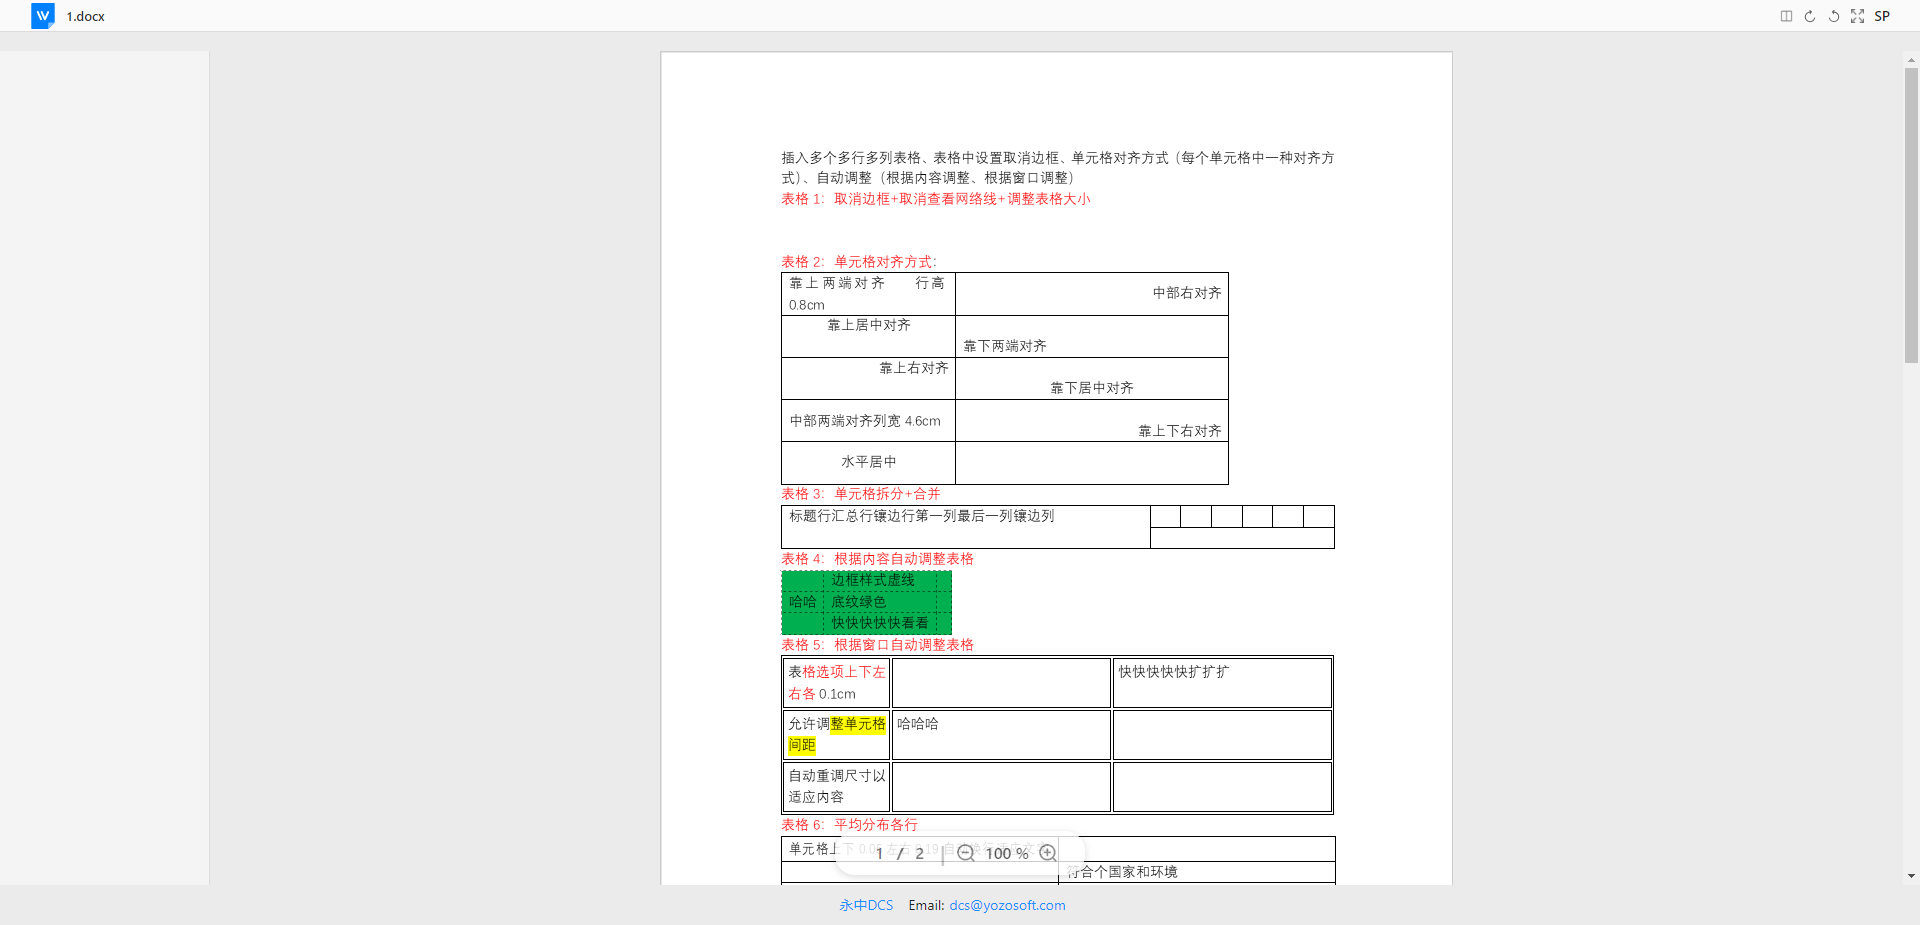 1.docx
SP
插入多个多行多列表格、表格中设置取消边框、单元格对齐方式（每个单元格中一种对齐方
式）、自动调整（根据内容调整、根据窗口调整）
表格 1：取消边框+取消查看网络线+调整表格大小
表格 2：单元格对齐方式：
靠上两端对齐 行高
0.8cm
中部右对齐
靠上居中对齐
靠下两端对齐
靠上右对齐
靠下居中对齐
中部两端对齐列宽 4.6cm
靠上下右对齐
水平居中
表格 3：单元格拆分+合并
标题行汇总行镶边行第一列最后一列镶边列
表格 4：根据内容自动调整表格
边框样式虚线
哈哈 底纹绿色
快快快快快看看
表格 5：根据窗口自动调整表格
表格选项上下左
右各 0.1cm
快快快快快扩扩扩
允许调整单元格
间距
哈哈哈
自动重调尺寸以
适应内容
表格 6：平均分布各行
单元格上下 0.05 左右 0.19 自动换行适应文字
1 / 2 100 %
符合个国家和环境
永中DCS Email: dcs@yozosoft.com